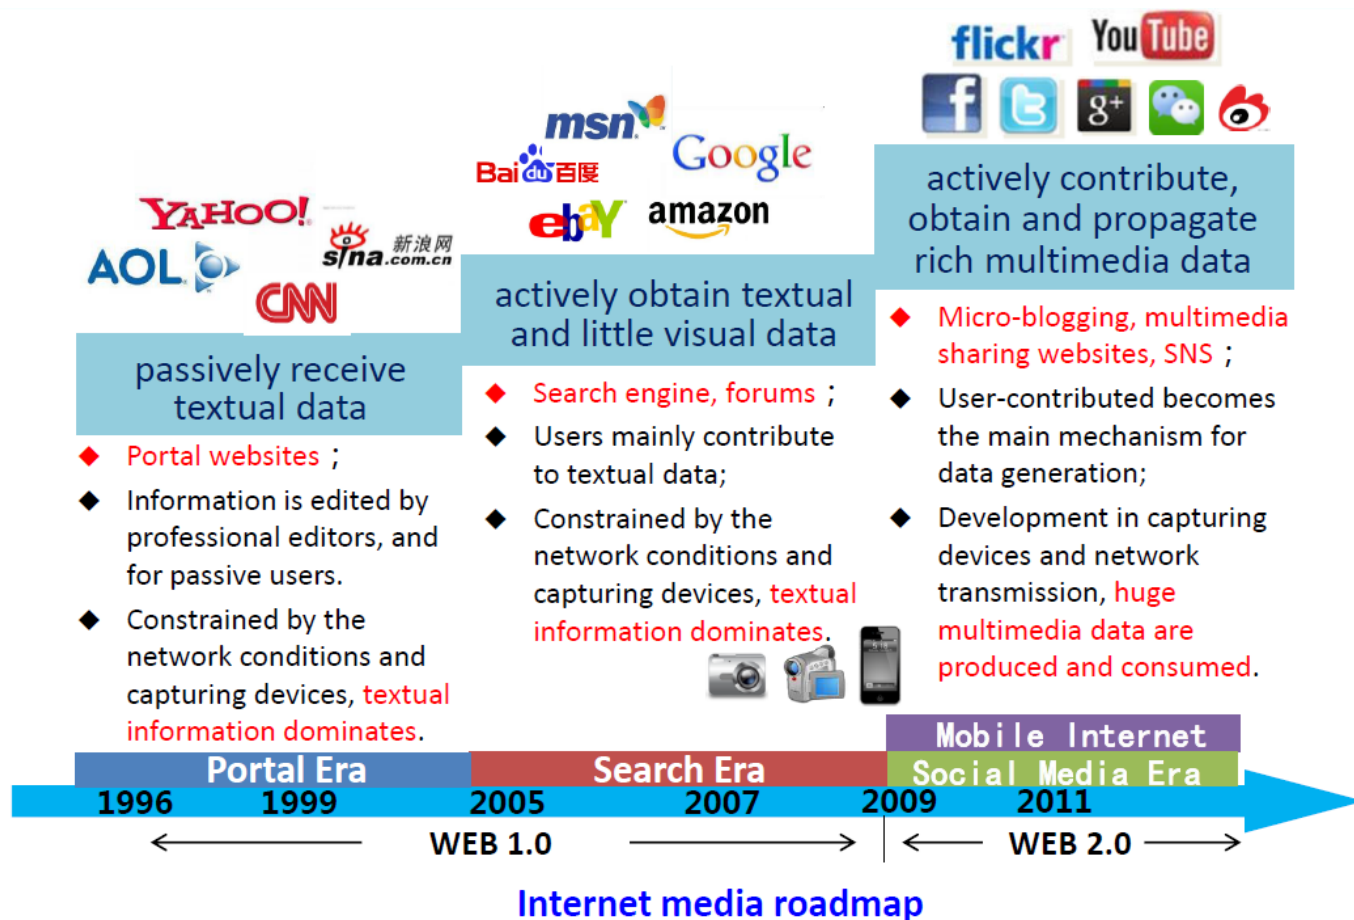 flickr YouTube
f t g+
msn
Google
Bai du 百度
ebaY amazon
YAHOO!
AOL
sina 新浪网
.com.cn
CNN
actively contribute,
obtain and propagate
rich multimedia data
actively obtain textual
and little visual data
passively receive
textual data
◆ Portal websites；
◆ Information is edited by
professional editors, and
for passive users.
◆ Constrained by the
network conditions and
capturing devices, textual
information dominates.
◆ Search engine, forums；
◆ Users mainly contribute
to textual data;
◆ Constrained by the
network conditions and
capturing devices, textual
information dominates.
◆ Micro-blogging, multimedia
sharing websites, SNS；
◆ User-contributed becomes
the main mechanism for
data generation;
◆ Development in capturing
devices and network
transmission, huge
multimedia data are
produced and consumed.
Mobile Internet
Portal Era Search Era Social Media Era
1996 1999 2005 2007 2009 2011
WEB 1.0 WEB 2.0
Internet media roadmap